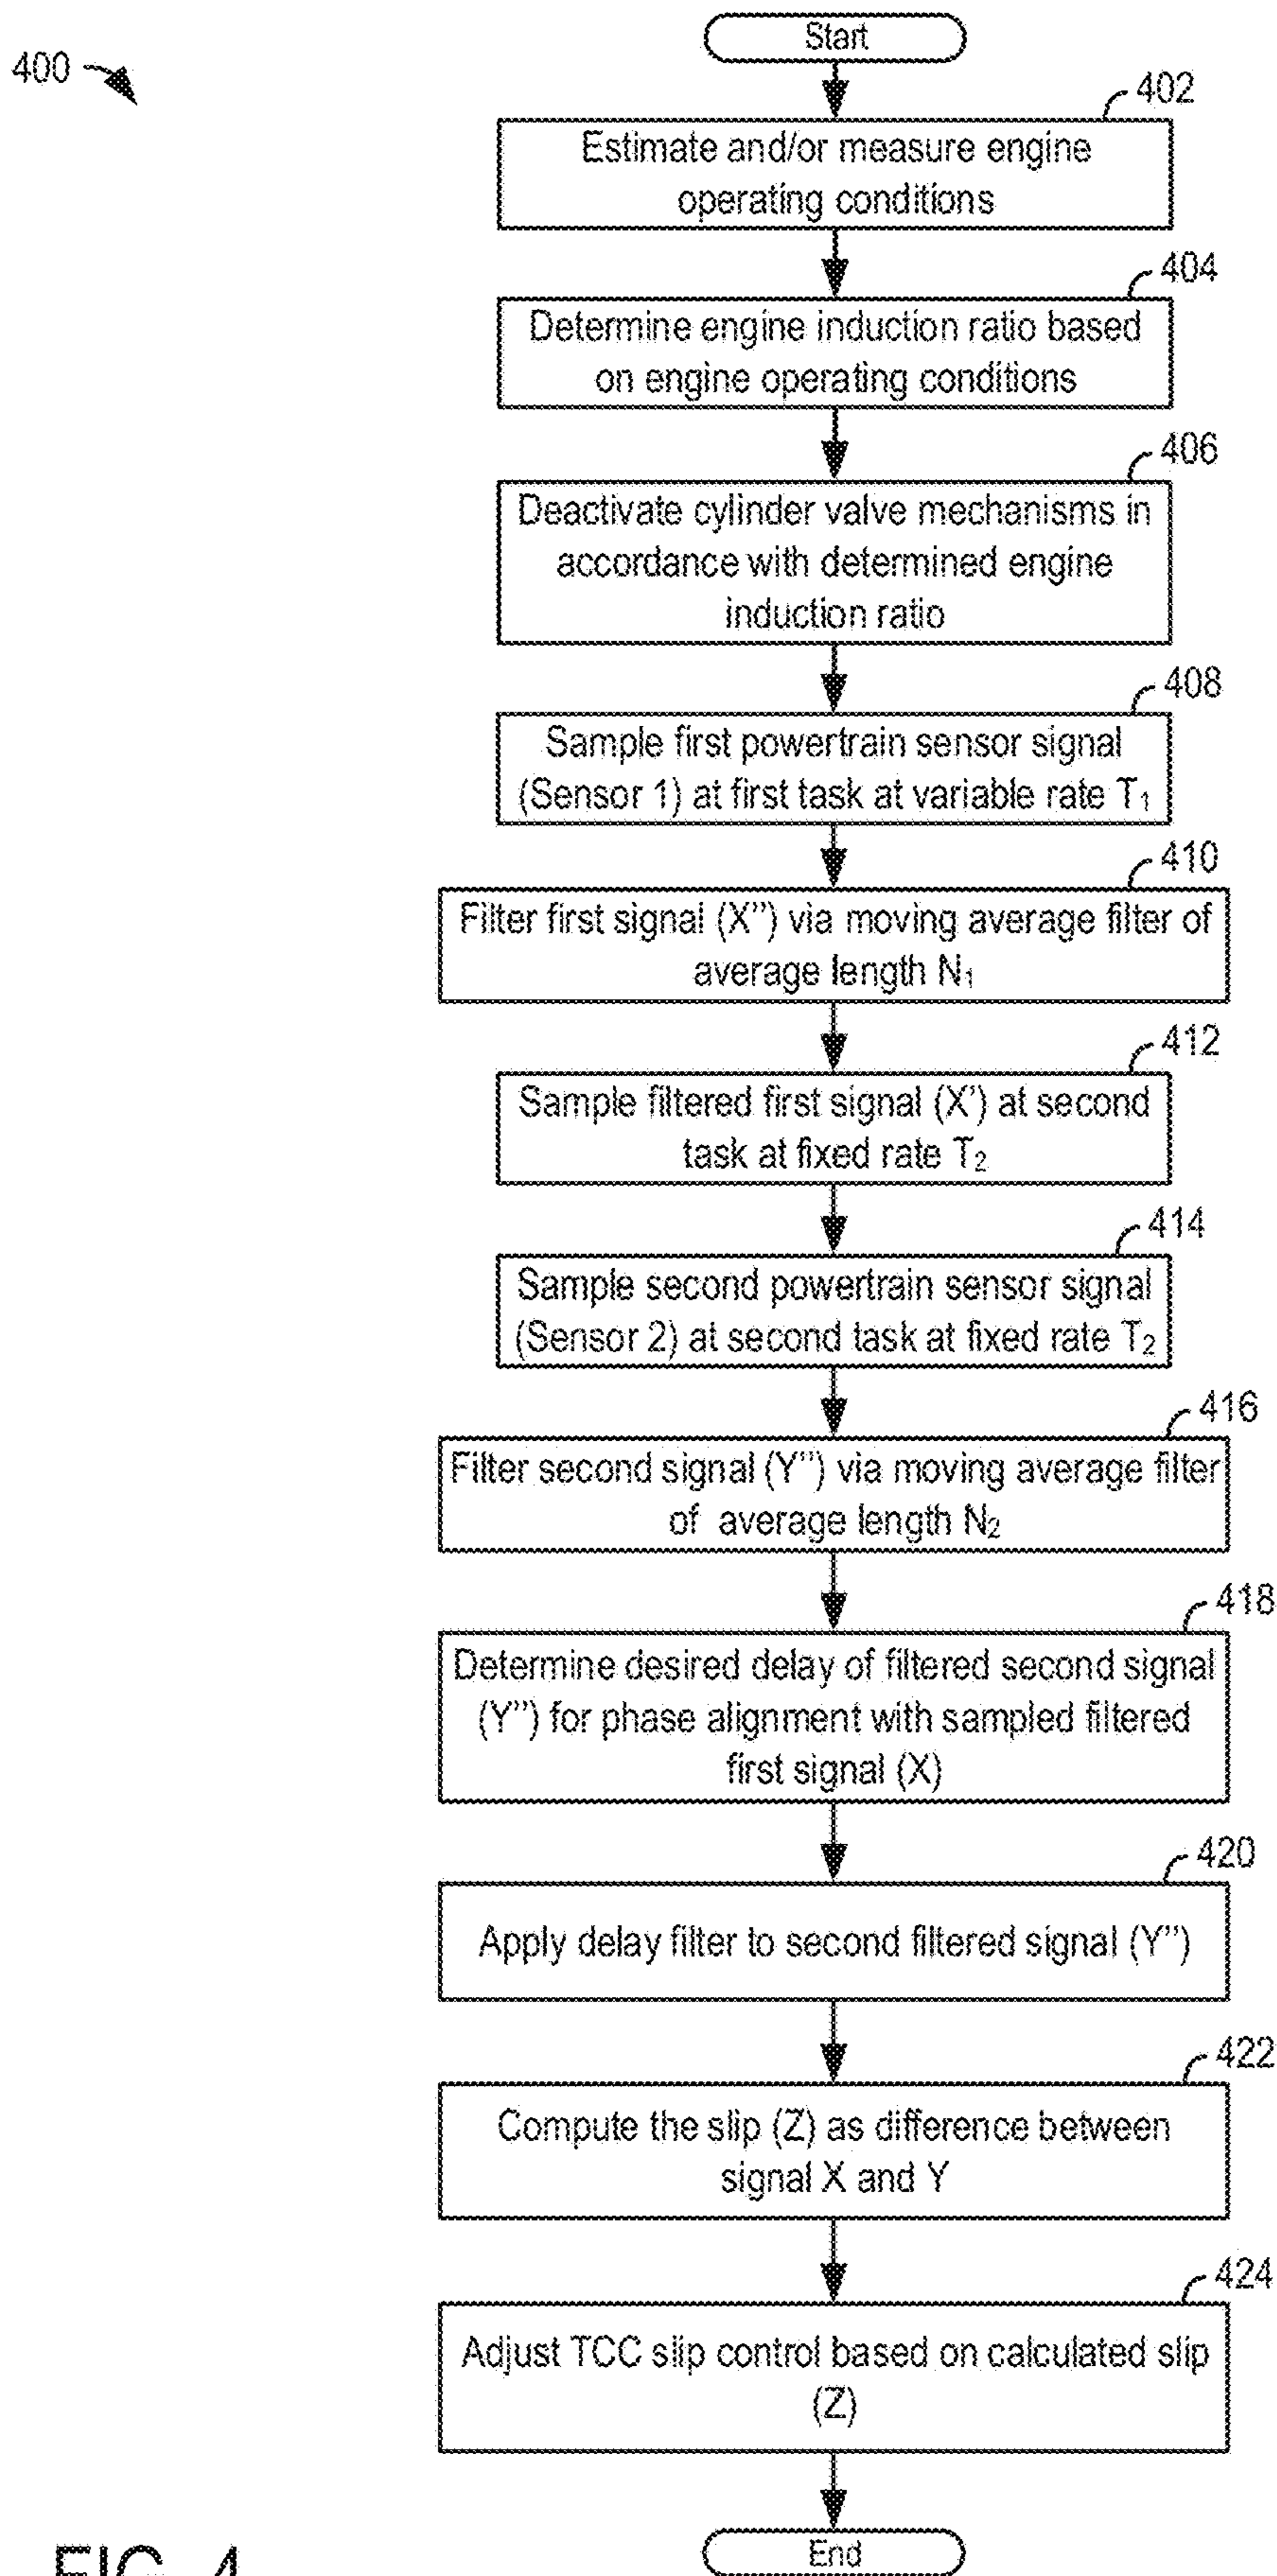 400
Start
402
Estimate and/or measure engine
operating conditions
404
Determine engine induction ratio based
on engine operating conditions
406
Deactivate cylinder valve mechanisms in
accordance with determined engine
induction ratio
408
Sample first powertrain sensor signal
(Sensor 1) at first task at variable rate T₁
410
Filter first signal (X”) via moving average filter of
average length N₁
412
Sample filtered first signal (X’) at second
task at fixed rate T₂
414
Sample second powertrain sensor signal
(Sensor 2) at second task at fixed rate T₂
416
Filter second signal (Y”) via moving average filter
of average length N₂
418
Determine desired delay of filtered second signal
(Y”) for phase alignment with sampled filtered
first signal (X)
420
Apply delay filter to second filtered signal (Y”)
422
Compute the slip (Z) as difference between
signal X and Y
424
Adjust TCC slip control based on calculated slip
(Z)
End
FIG. 4